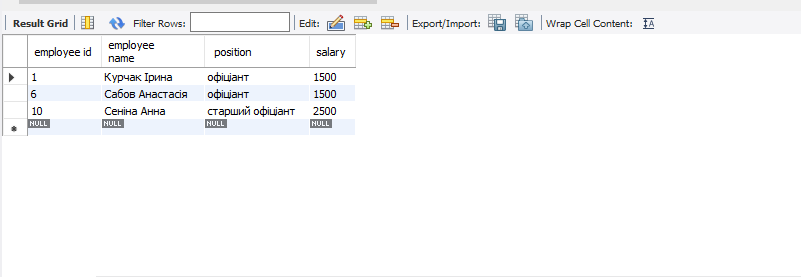 Result Grid Filter Rows: Edit: Export/Import: Wrap Cell Content: A
employee id employee name position salary
1 Курчак Ірина офіціант 1500
6 Сабов Анастасія офіціант 1500
10 Сеніна Анна старший офіціант 2500
NULL NULL NULL NULL